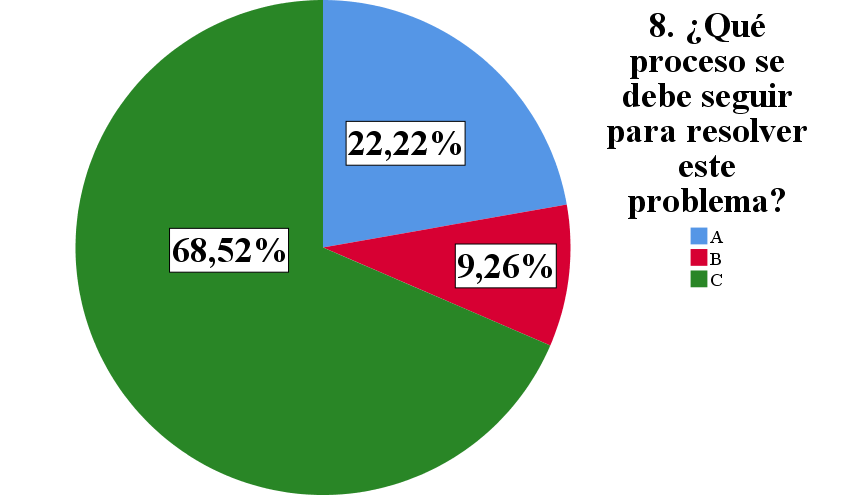 8. ¿Qué
proceso se
debe seguir
para resolver
este
problema?
A
B
C
22,22%
9,26%
68,52%